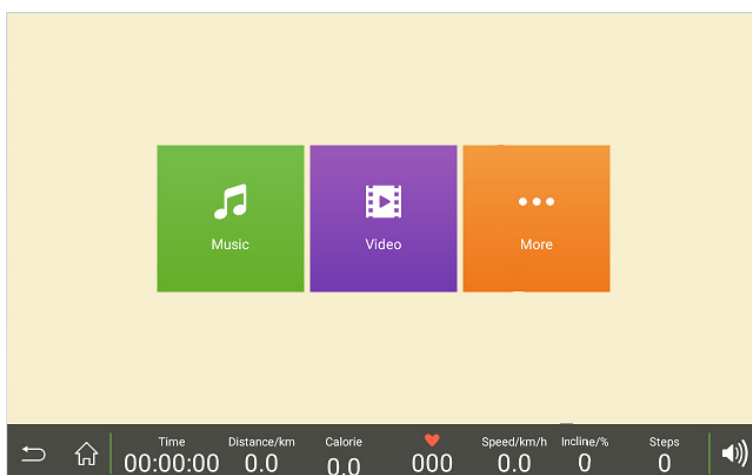 Music Video More
Time Distance/km Calorie Speed/km/h Incline/% Steps
00:00:00 0.0 0.0 000 0.0 0 0